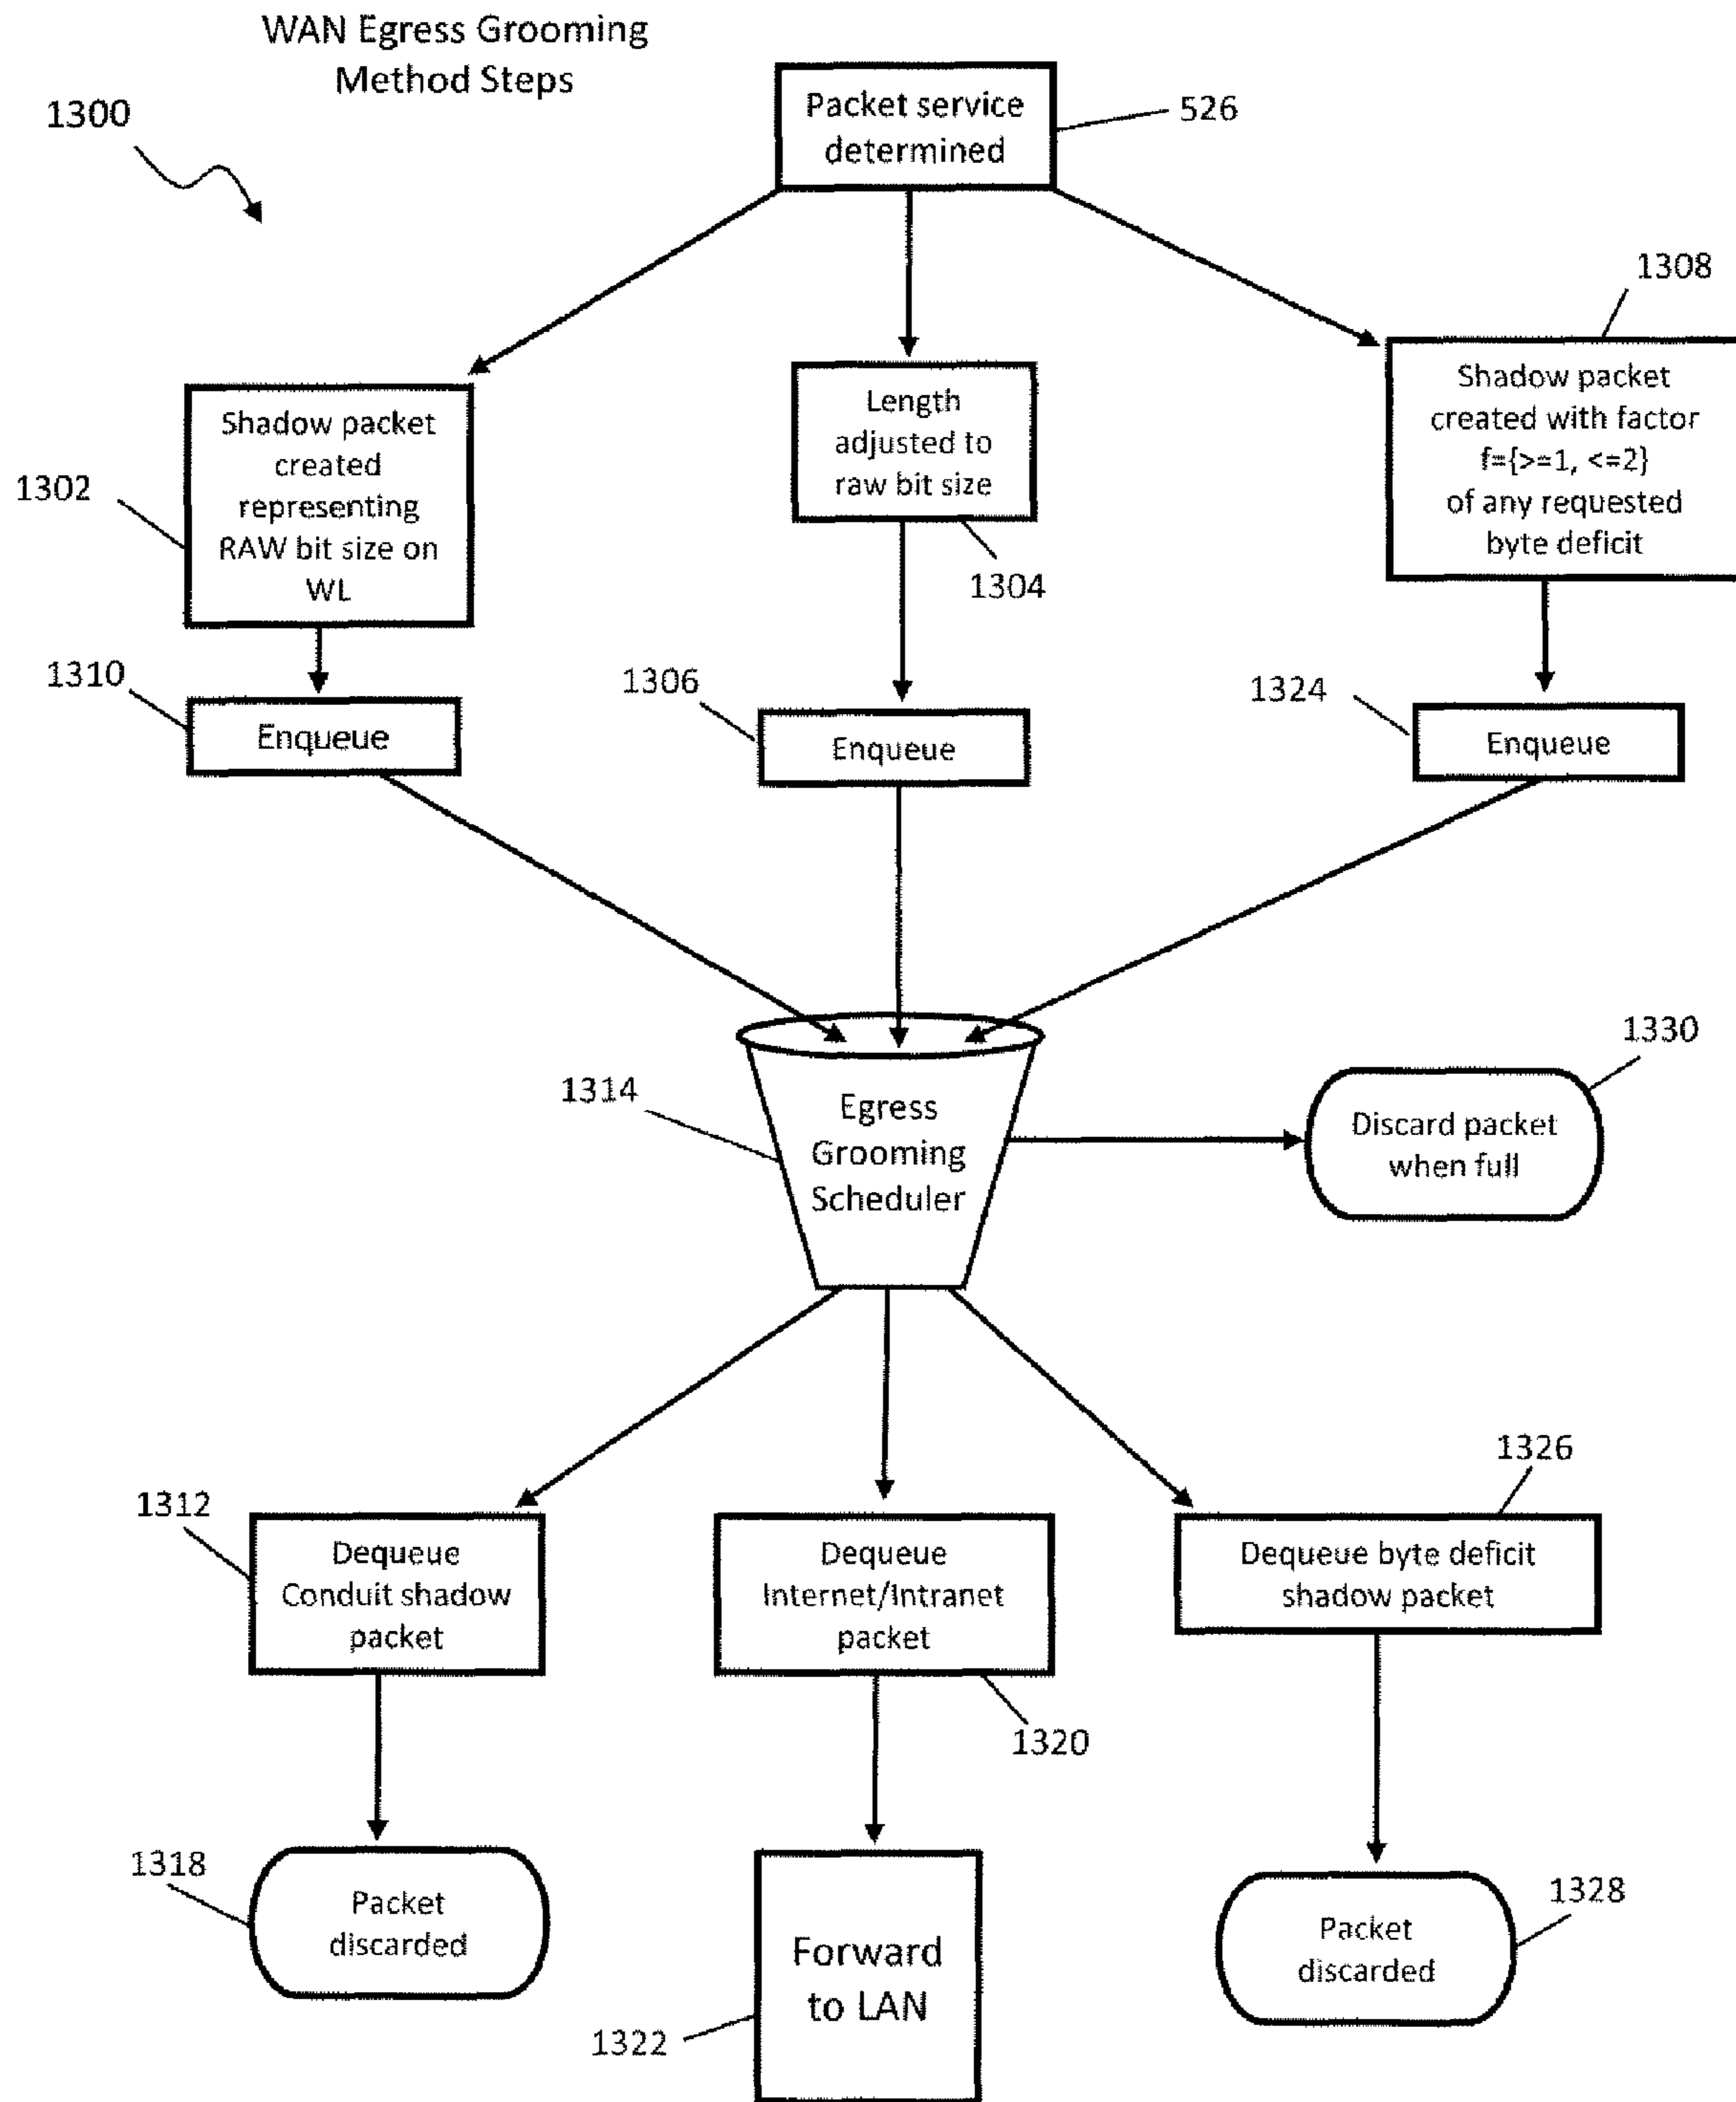 WAN Egress Grooming
Method Steps
1300
Packet service
determined
526
1308
Shadow packet
created
representing
RAW bit size on
WL
1302
Length
adjusted to
raw bit size
1304
Shadow packet
created with factor
f={>=1, <=2}
of any requested
byte deficit
1310
Enqueue
1306
Enqueue
1324
Enqueue
1314
Egress
Grooming
Scheduler
1330
Discard packet
when full
1312
Dequeue
Conduit shadow
packet
Dequeue
Internet/Intranet
packet
1320
1326
Dequeue byte deficit
shadow packet
1318
Packet
discarded
1322
Forward
to LAN
1328
Packet
discarded